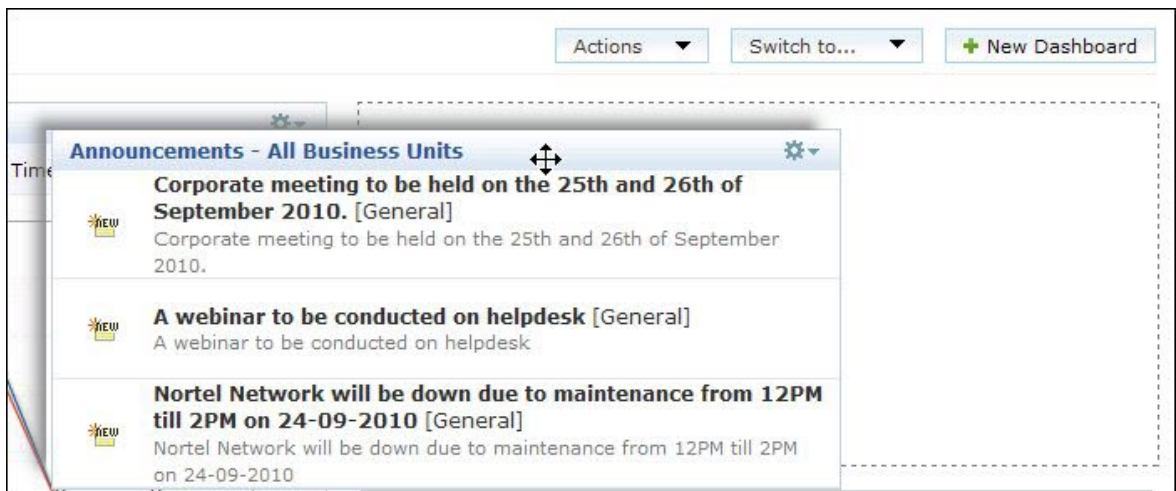 Actions
Switch to...
New Dashboard
Time
Announcements - All Business Units
Corporate meeting to be held on the 25th and 26th of
September 2010. [General]
Corporate meeting to be held on the 25th and 26th of September
2010.
NEW
A webinar to be conducted on helpdesk [General]
NEW
A webinar to be conducted on helpdesk
Nortel Network will be down due to maintenance from 12PM
till 2PM on 24-09-2010 [General]
NEW
Nortel Network will be down due to maintenance from 12PM till 2PM
on 24-09-2010